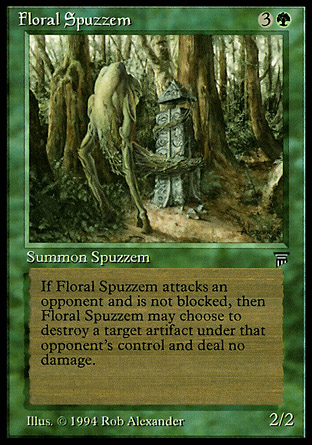 Floral Spuzzem 3
Summon Spuzzem
If Floral Spuzzem attacks an
opponent and is not blocked, then
Floral Spuzzem may choose to
destroy a target artifact under that
opponent's control and deal no
damage.
Illus. © 1994 Rob Alexander 2/2